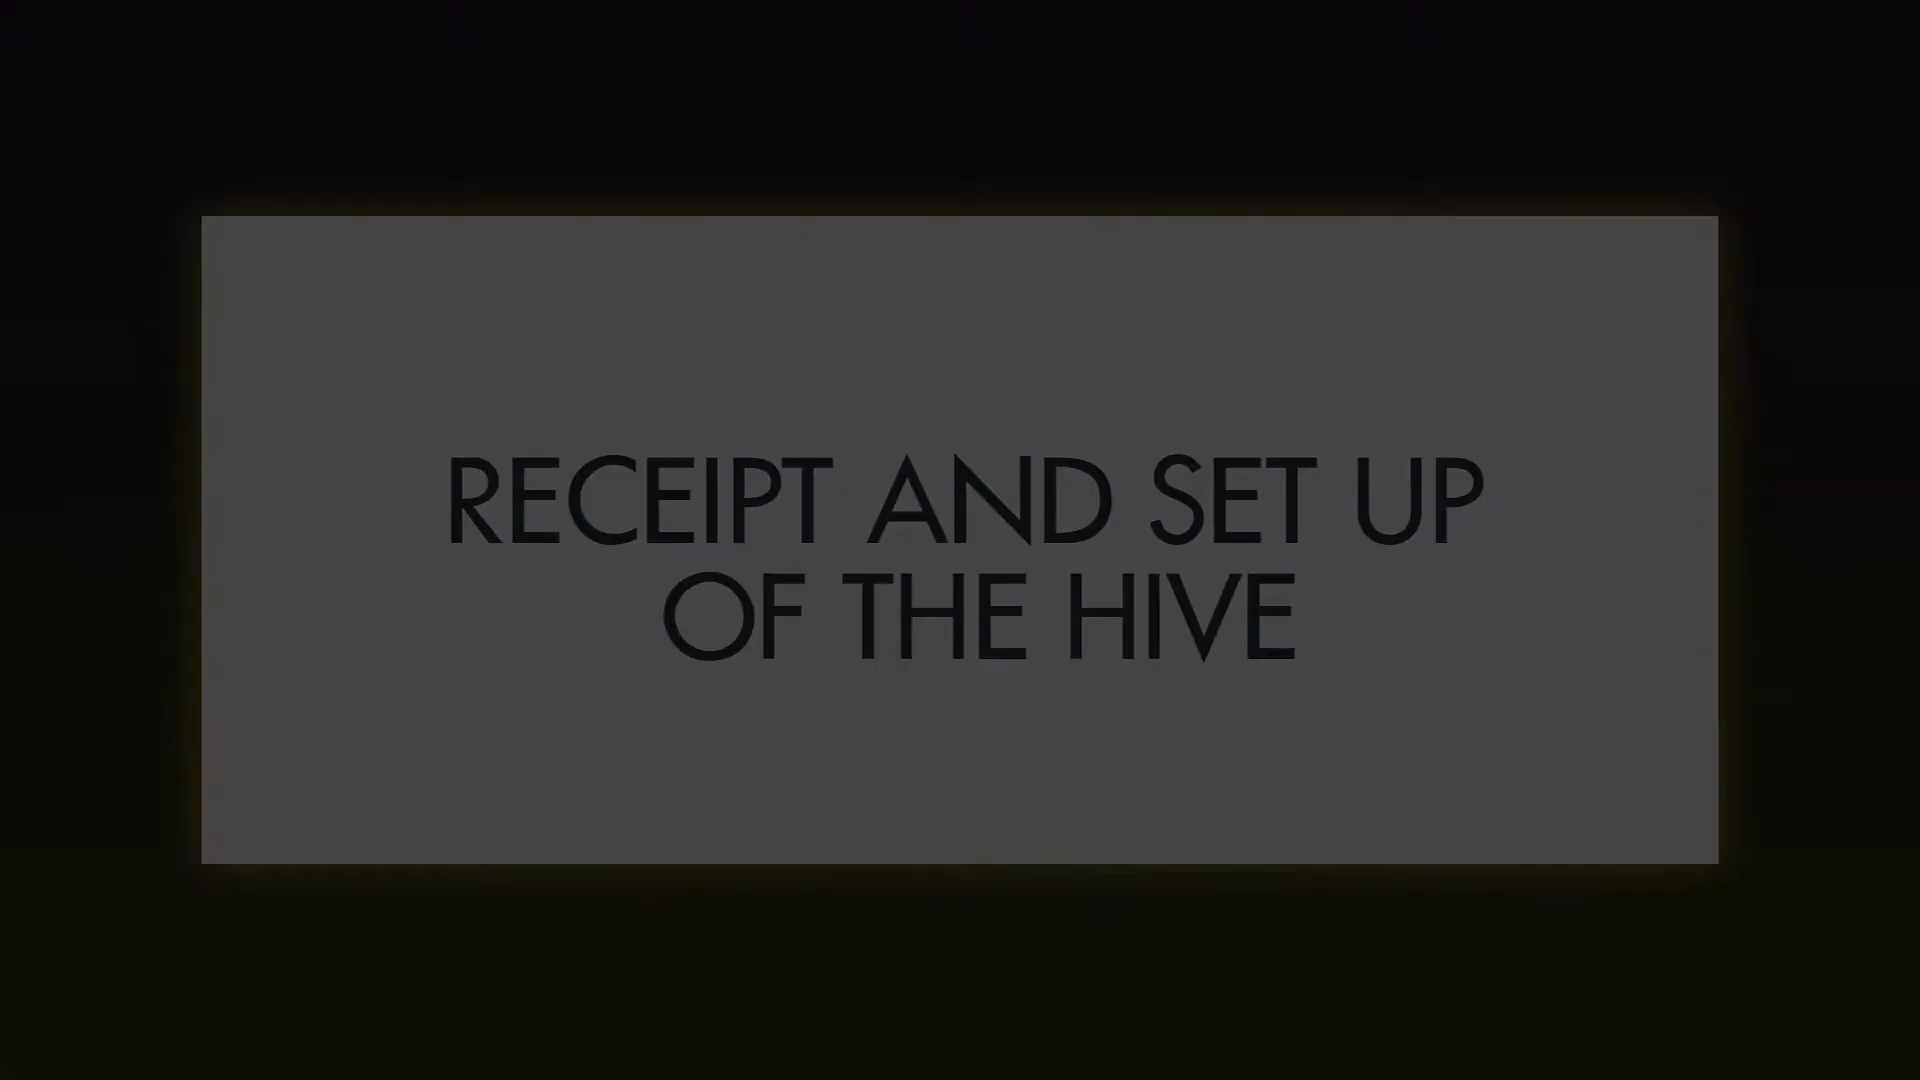 RECEIPT AND SET UP
OF THE HIVE